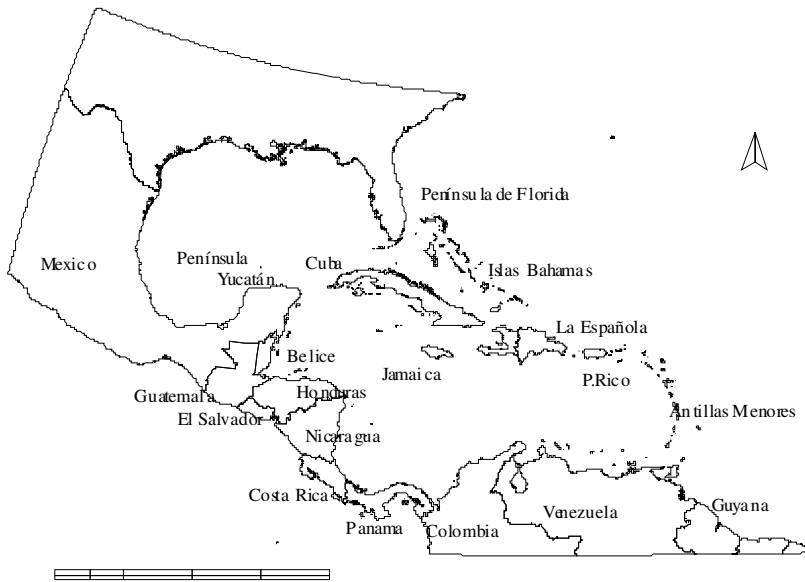 Península de Florida
Mexico
Península
Yucatán
Cuba
Islas Bahamas
La Española
Belice
Jamaica
P.Rico
Guatemala
Honduras
El Salvador
Antillas Menores
Nicaragua
Costa Rica
Panama
Colombia
Venezuela
Guyana